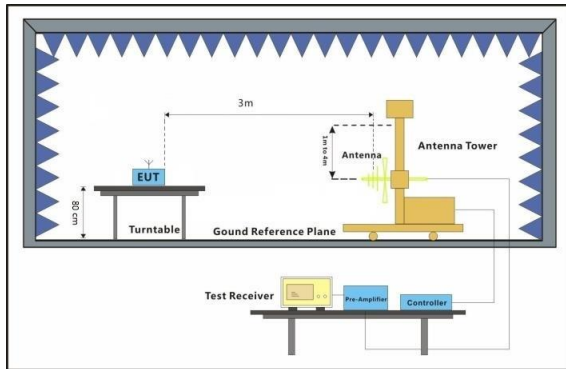 3m
1m to 4m
Antenna
Antenna Tower
EUT
80 cm
Turntable
Gound Reference Plane
Test Receiver
Pre-Amplifier
Controller